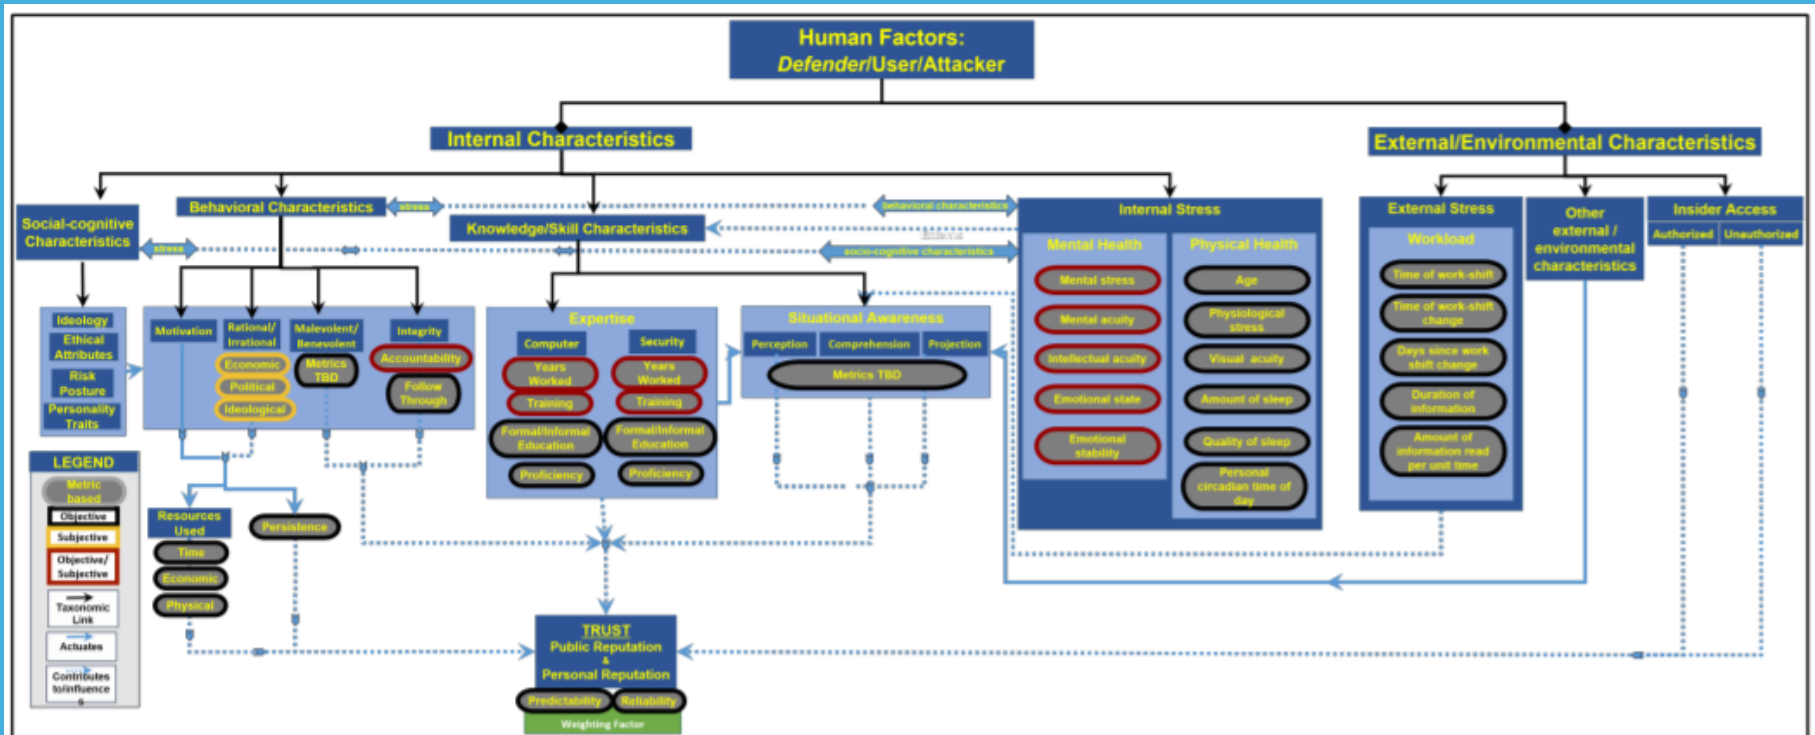 Human Factors:
Defender/User/Attacker
Internal Characteristics
External/Environmental Characteristics
Social-cognitive
Characteristics
Behavioral Characteristics
stress
behavioral characteristics
Knowledge/Skill Characteristics
stress
socio-cognitive characteristics
Internal Stress
Mental Health
Mental stress
Mental acuity
Intellectual acuity
Emotional state
Emotional
stability
Physical Health
Age
Physiological
stress
Visual acuity
Amount of sleep
Quality of sleep
Personal
circadian time of
day
External Stress
Workload
Time of work-shift
Time of work-shift
change
Days since work
shift change
Duration of
information
Amount of
information read
per unit time
Other
external /
environmental
characteristics
Insider Access
Authorized
Unauthorized
Ideology
Ethical
Attributes
Risk
Posture
Personality
Traits
Motivation
Rational/
Irrational
Economic
Political
Ideological
Malevolent/
Benevolent
Metrics
TBD
Integrity
Accountability
Follow
Through
Expertise
Computer
Years
Worked
Training
Formal/Informal
Education
Proficiency
Security
Years
Worked
Training
Formal/Informal
Education
Proficiency
Situational Awareness
Perception
Comprehension
Projection
Metrics TBD
LEGEND
Metric
based
Objective
Subjective
Objective/
Subjective
Taxonomic
Link
Actuates
Contributes
to/influence
s
Resources
Used
Time
Economic
Physical
Persistence
TRUST
Public Reputation
&
Personal Reputation
Predictability
Reliability
Weighting Factor